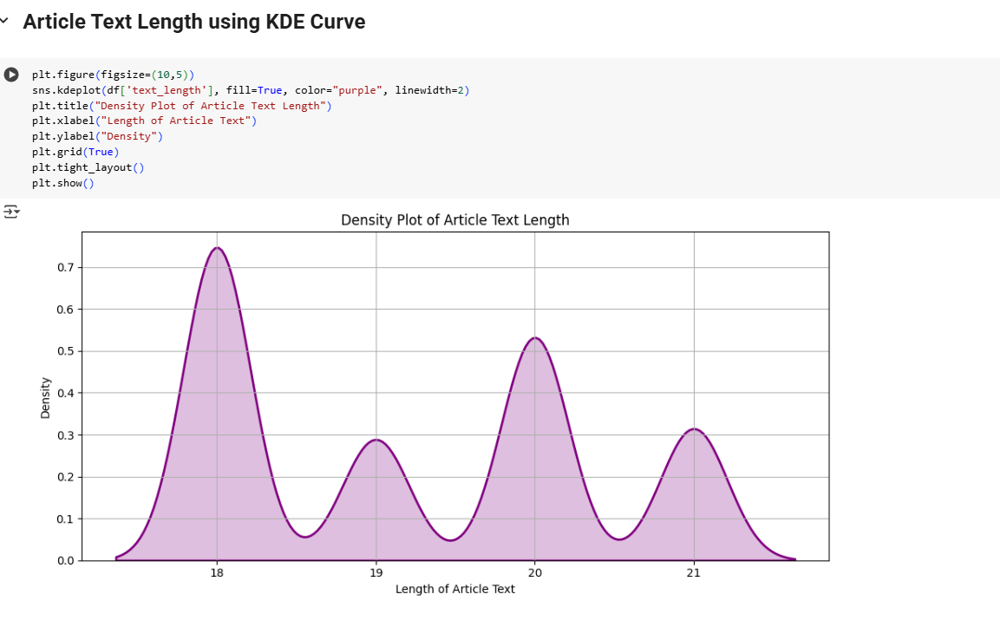 Article Text Length using KDE Curve
plt.figure(figsize=(10,5))
sns.kdeplot(df['text_length'], fill=True, color="purple", linewidth=2)
plt.title("Density Plot of Article Text Length")
plt.xlabel("Length of Article Text")
plt.ylabel("Density")
plt.grid(True)
plt.tight_layout()
plt.show()
Density Plot of Article Text Length
0.7
0.6
0.5
0.4
0.3
0.2
0.1
0.0
Density
18 19 20 21
Length of Article Text